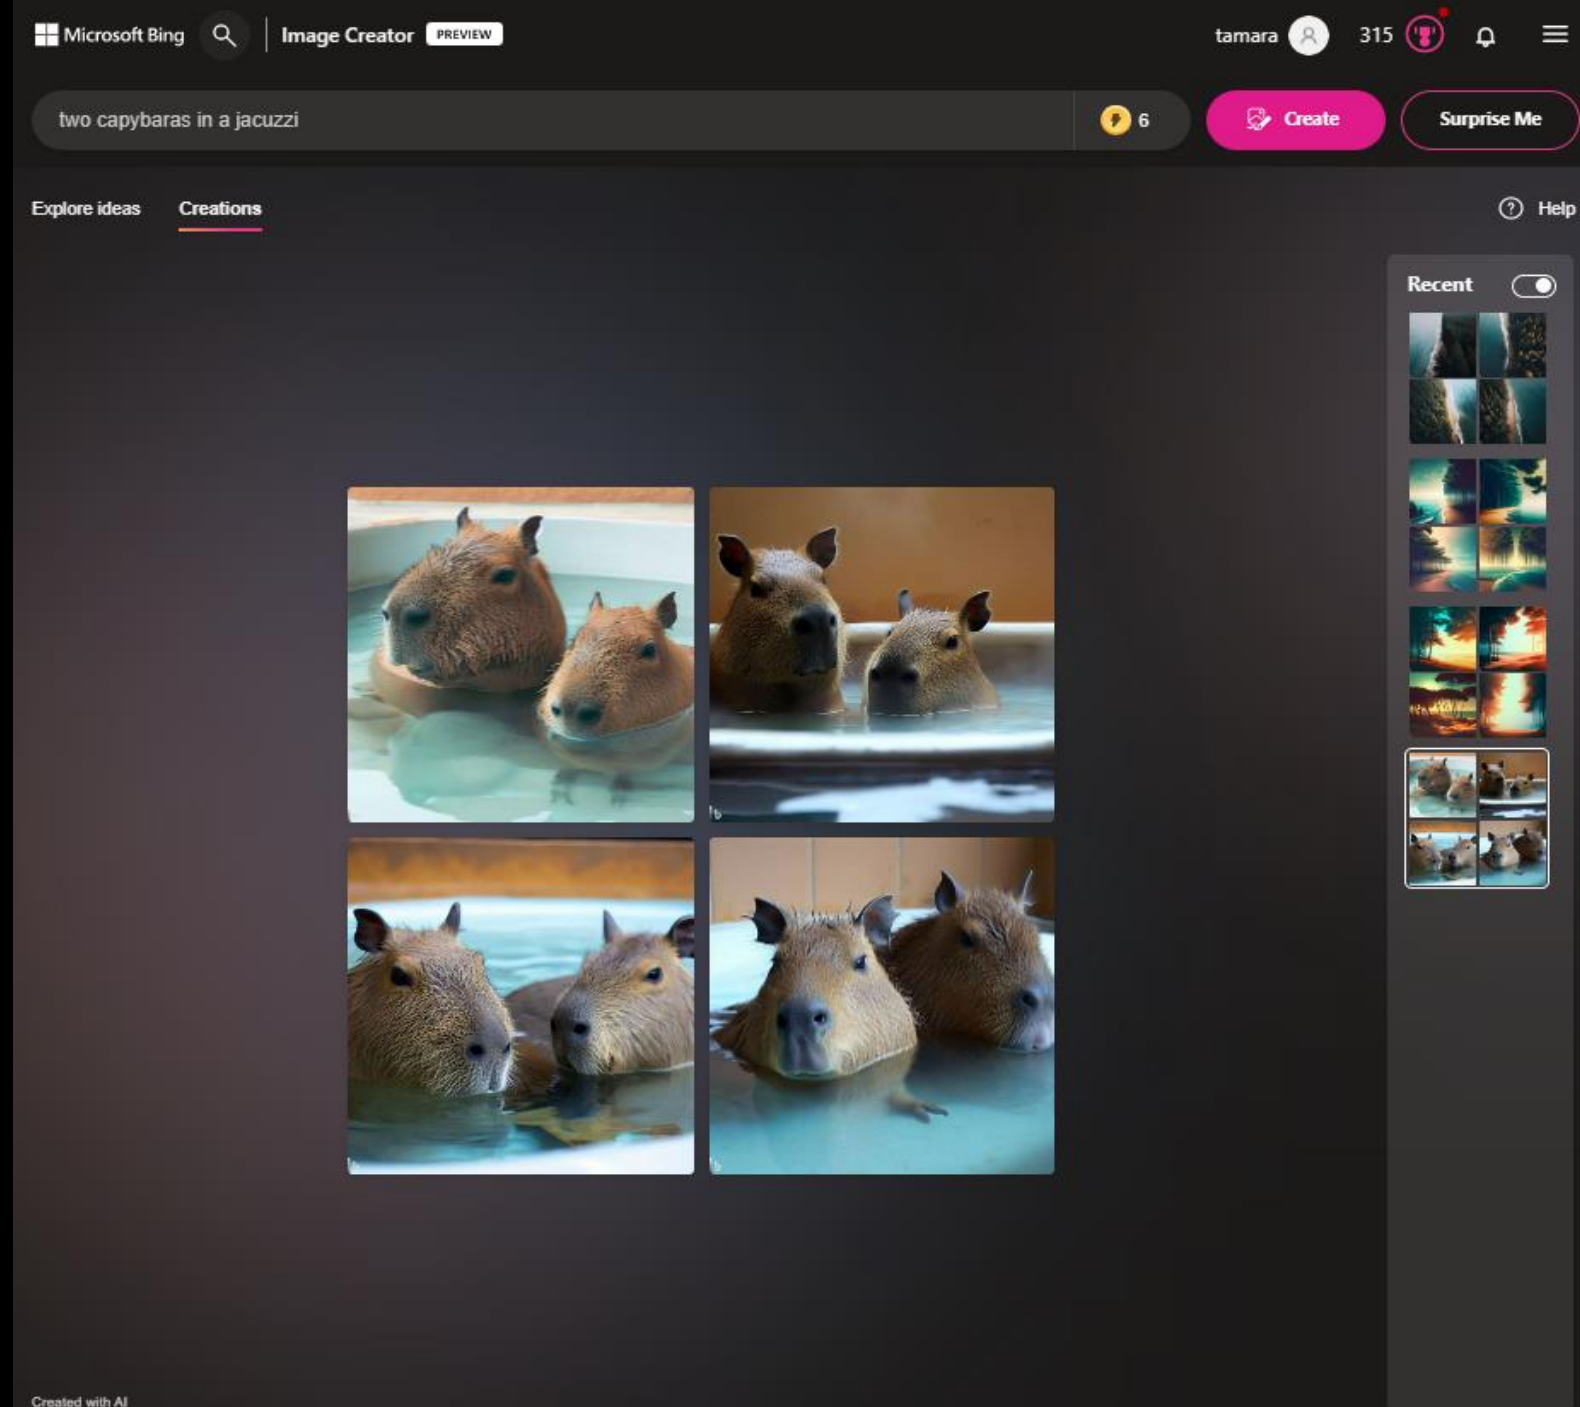 Microsoft Bing
Image Creator
PREVIEW
tamara
315
two capybaras in a jacuzzi
6
Create
Surprise Me
Explore ideas
Creations
Help
Recent
Created with AI